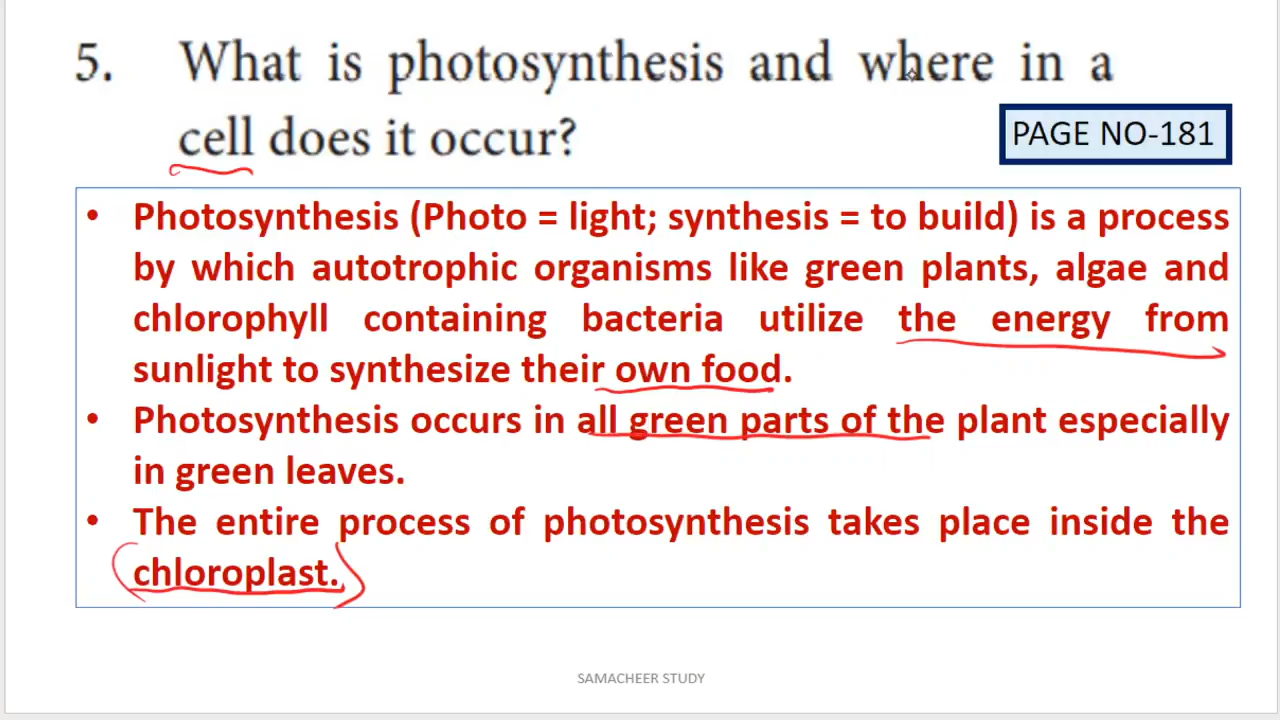 5. What is photosynthesis and where in a
cell does it occur?
PAGE NO-181
• Photosynthesis (Photo = light; synthesis = to build) is a process
by which autotrophic organisms like green plants, algae and
chlorophyll containing bacteria utilize the energy from
sunlight to synthesize their own food.
• Photosynthesis occurs in all green parts of the plant especially
in green leaves.
• The entire process of photosynthesis takes place inside the
chloroplast.
SAMACHEER STUDY